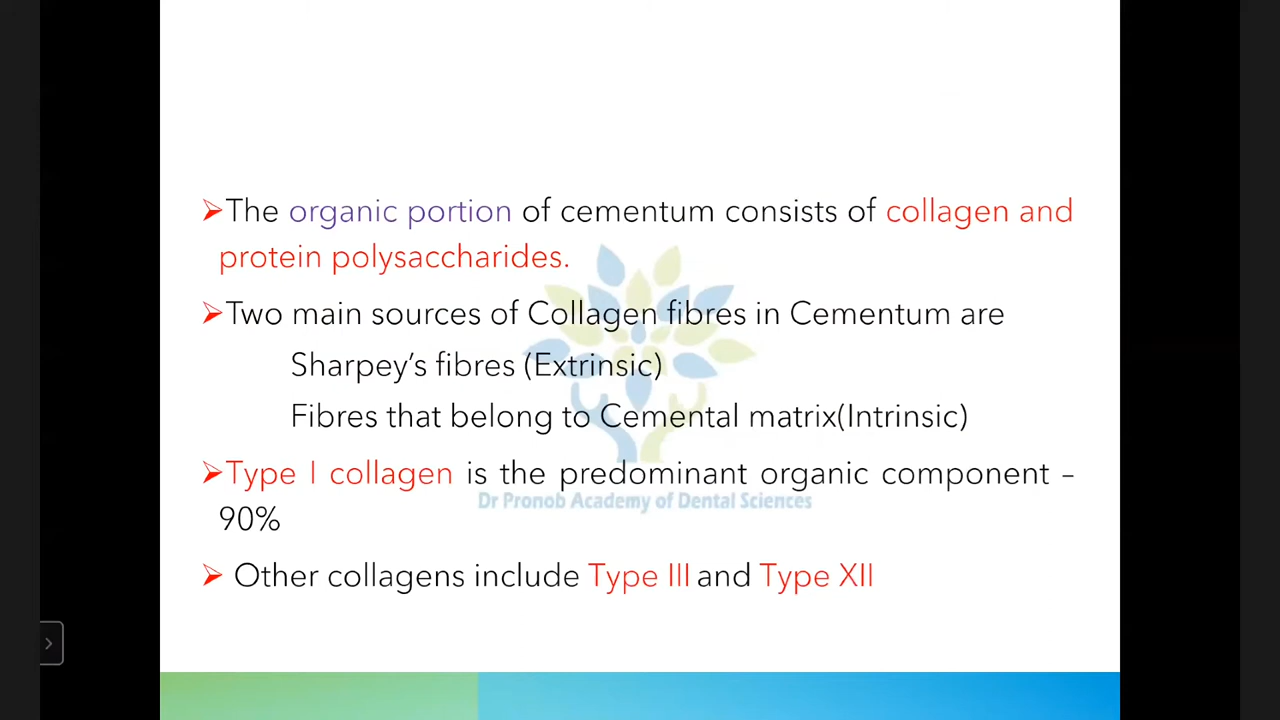 ➢The organic portion of cementum consists of collagen and
protein polysaccharides.
➢Two main sources of Collagen fibres in Cementum are
Sharpey’s fibres (Extrinsic)
Fibres that belong to Cemental matrix(Intrinsic)
➢Type I collagen is the predominant organic component –
90%
Dr Pronob Academy of Dental Sciences
➢ Other collagens include Type III and Type XII